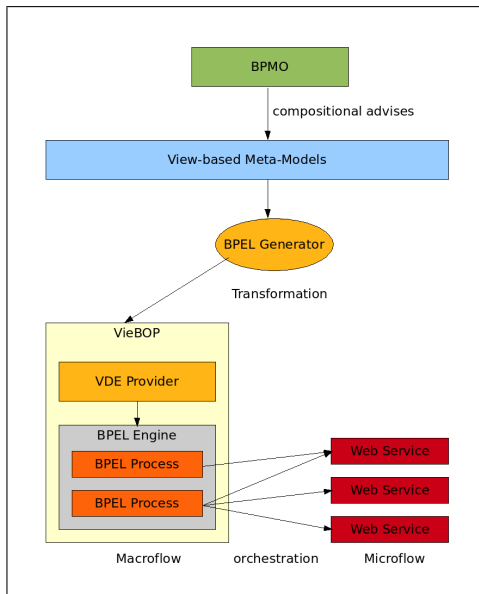 BPMO
compositional advises
View-based Meta-Models
BPEL Generator
Transformation
VieBOP
VDE Provider
BPEL Engine
BPEL Process
BPEL Process
Web Service
Web Service
Web Service
Macroflow
orchestration
Microflow